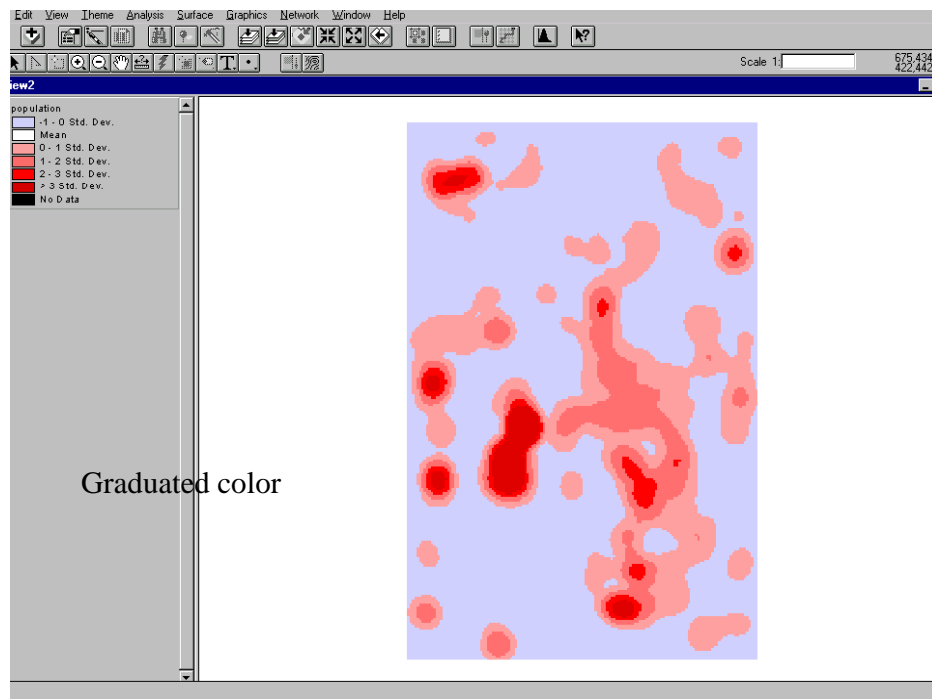 Edit View Theme Analysis Surface Graphics Network Window Help
T
Scale 1:
675,434
422,442
iew2
population
-1 - 0 Std. Dev.
Mean
0 - 1 Std. Dev.
1 - 2 Std. Dev.
2 - 3 Std. Dev.
> 3 Std. Dev.
No Data
Graduated color